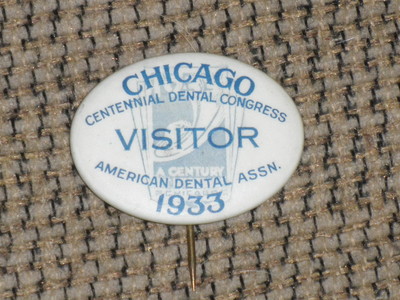 CHICAGO
CENTENNIAL DENTAL CONGRESS
VISITOR
A CENTURY
AMERICAN DENTAL ASSN.
1933